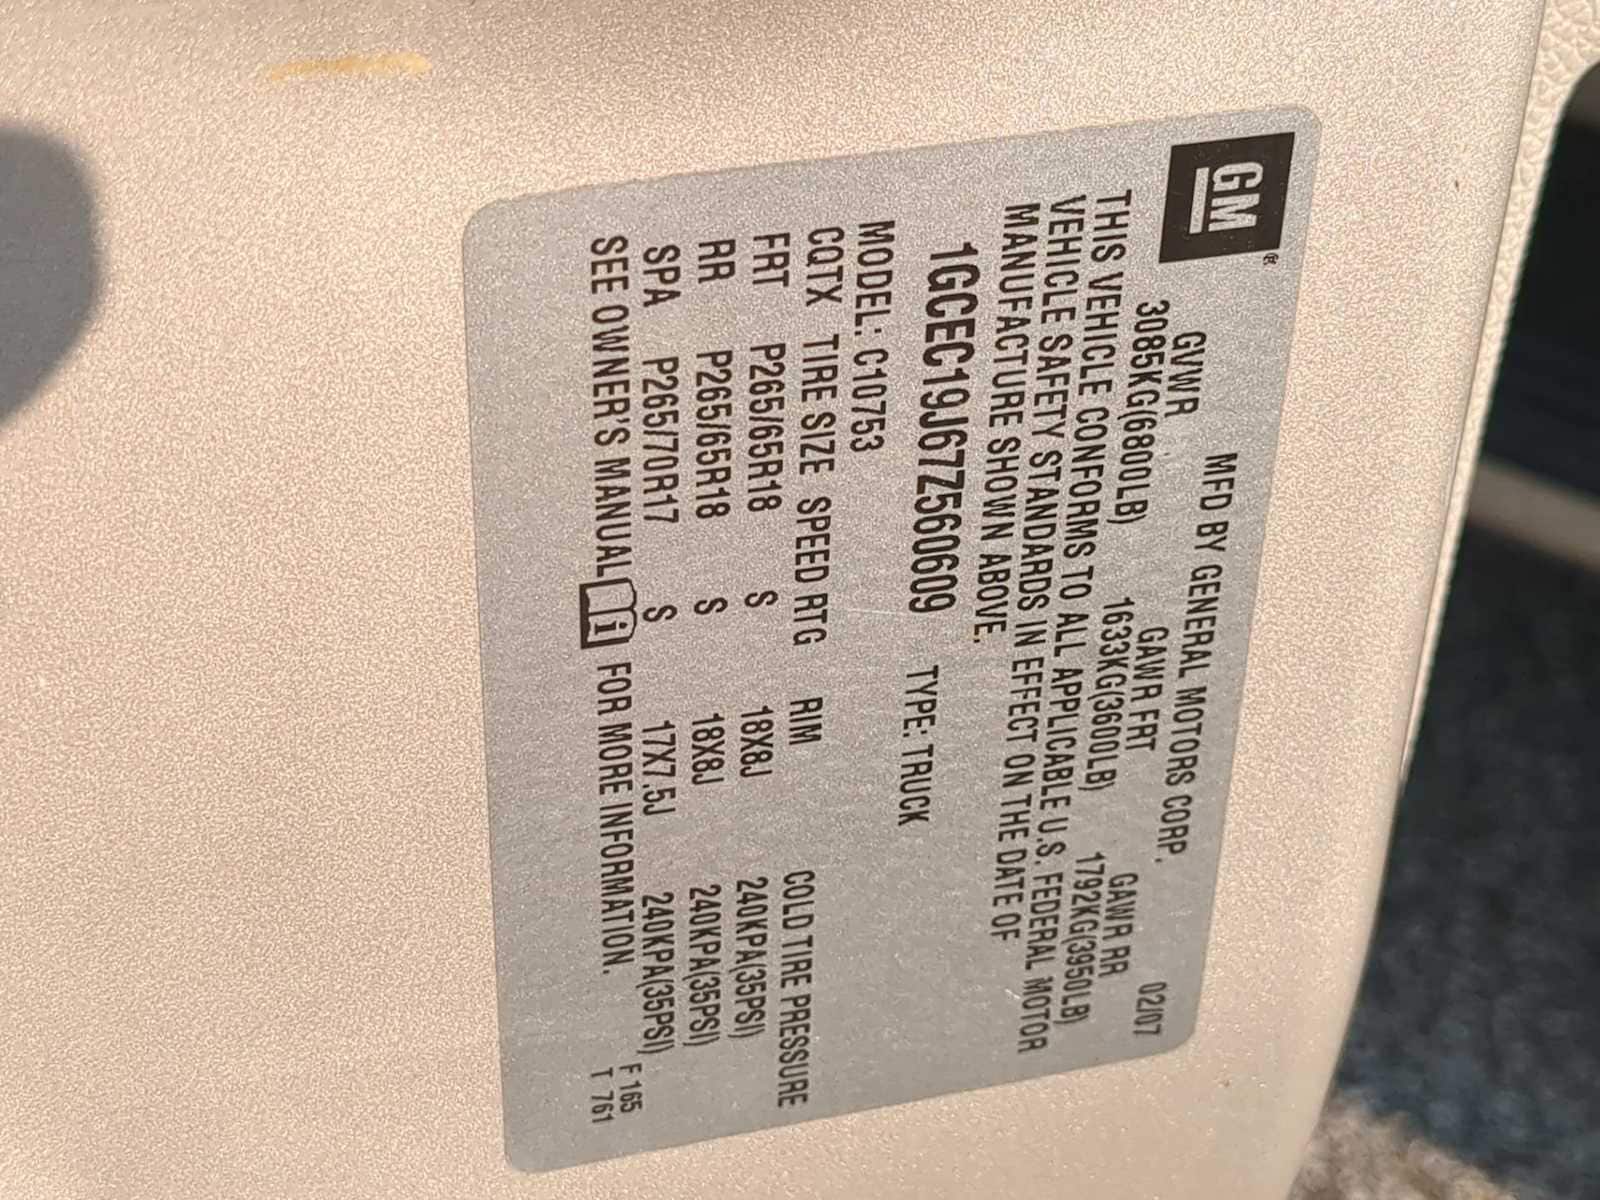 GM®
MFD BY GENERAL MOTORS CORP. 02/07
GVWR GAWR FRT GAWR RR
3085KG(6800LB) 1633KG(3600LB) 1792KG(3950LB)
THIS VEHICLE CONFORMS TO ALL APPLICABLE U.S. FEDERAL MOTOR
VEHICLE SAFETY STANDARDS IN EFFECT ON THE DATE OF
MANUFACTURE SHOWN ABOVE.
1GCEC19J67Z560609 TYPE: TRUCK
MODEL: C10753
CQTX TIRE SIZE SPEED RTG RIM COLD TIRE PRESSURE
FRT P265/65R18 S 18X8J 240KPA(35PSI)
RR P265/65R18 S 18X8J 240KPA(35PSI)
SPA P265/70R17 S 17X7.5J 240KPA(35PSI)
SEE OWNER'S MANUAL i FOR MORE INFORMATION.
F 165
T 761